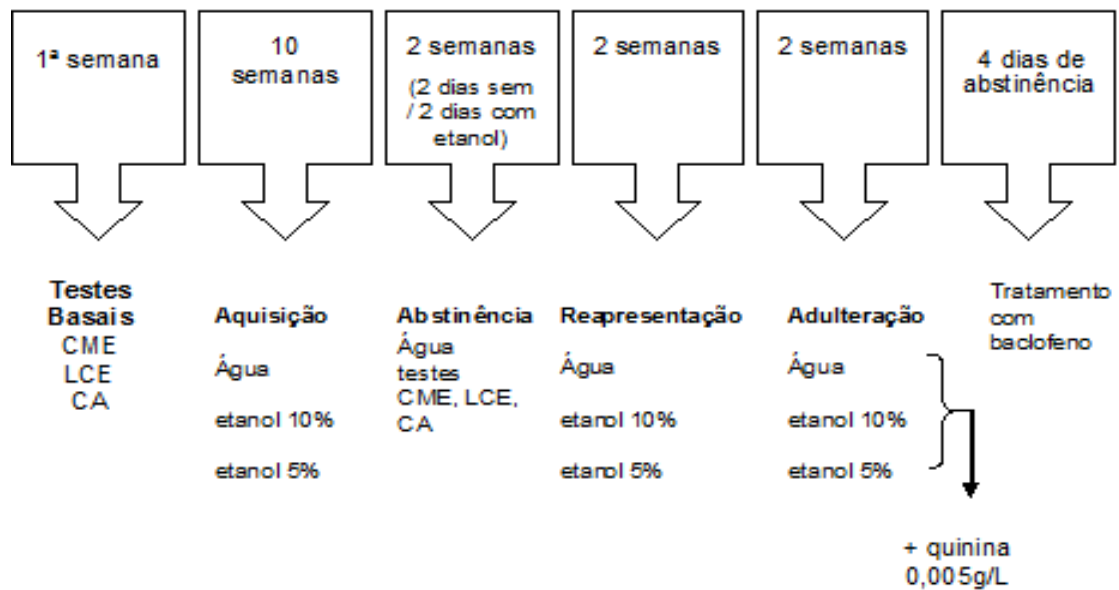 1ª semana
10
semanas
2 semanas
(2 dias sem
/ 2 dias com
etanol)
2 semanas
2 semanas
4 dias de
abstinência
Testes
Basais
CME
LCE
CA
Aquisição
Água
etanol 10%
etanol 5%
Abstinência
Água
testes
CME, LCE,
CA
Reapresentação
Água
etanol 10%
etanol 5%
Adulteração
Água
etanol 10%
etanol 5%
+ quinina
0,005g/L
Tratamento
com
baclofeno